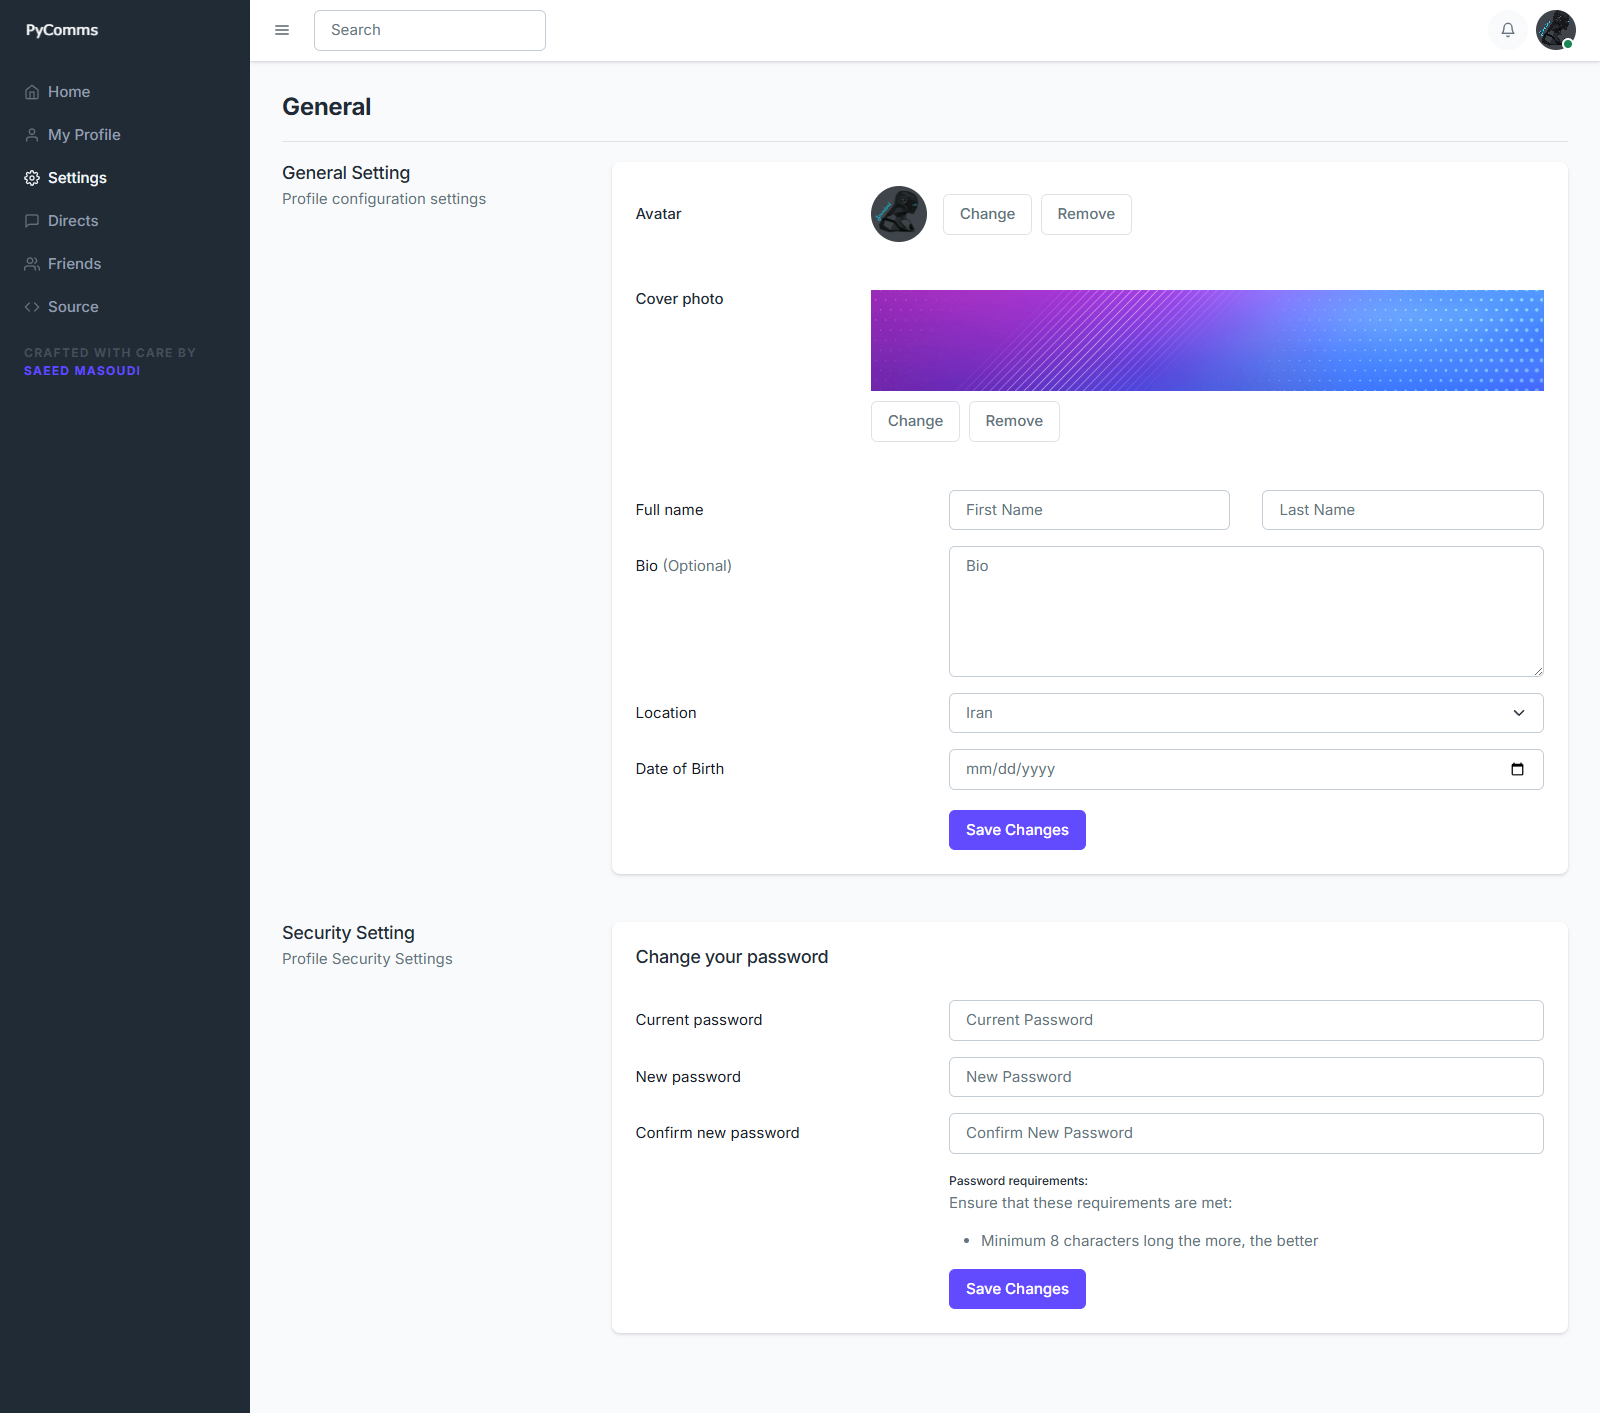 PyComms
Search
Home
My Profile
Settings
Directs
Friends
Source
CRAFTED WITH CARE BY
SAEED MASOUDI
General
General Setting
Profile configuration settings
Avatar
Change
Remove
Cover photo
Change
Remove
Full name
First Name
Last Name
Bio (Optional)
Bio
Location
Iran
Date of Birth
mm/dd/yyyy
Save Changes
Security Setting
Profile Security Settings
Change your password
Current password
Current Password
New password
New Password
Confirm new password
Confirm New Password
Password requirements:
Ensure that these requirements are met:
• Minimum 8 characters long the more, the better
Save Changes